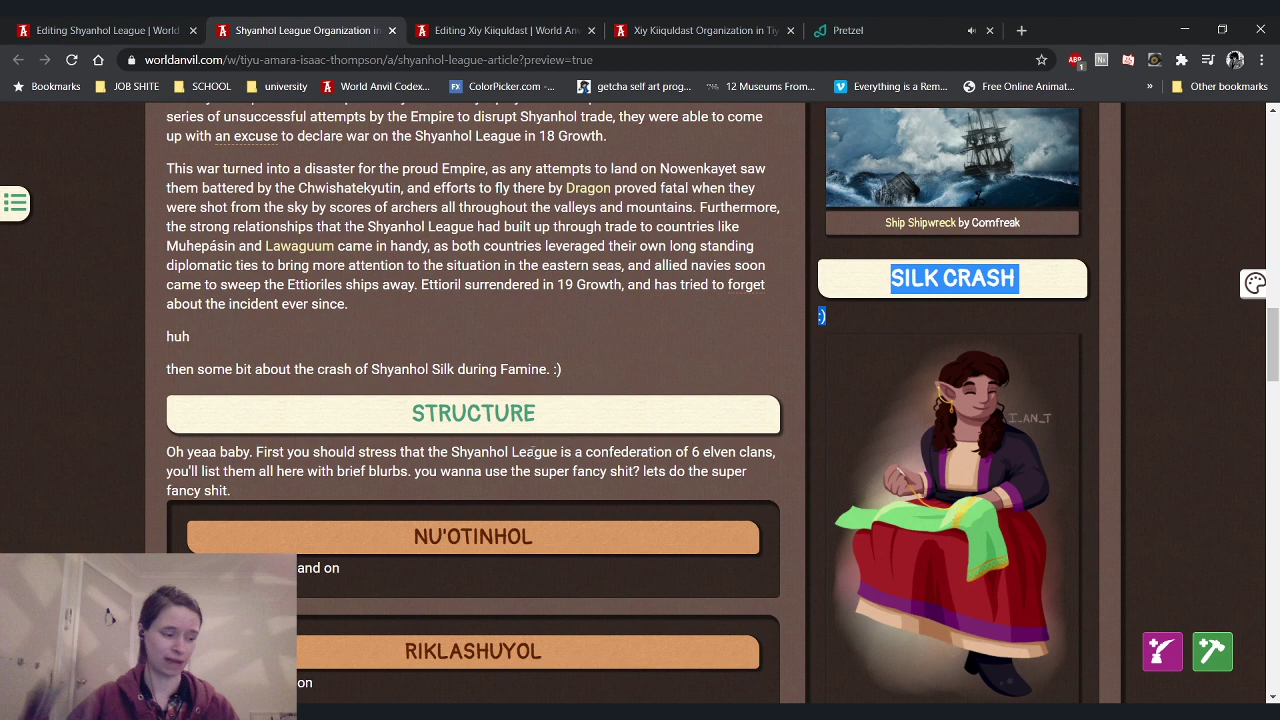 Editing Shyanhol League | World
Shyanhol League Organization in
Editing Xiy Kiiquldast | World An
Xiy Kiiquldast Organization in Tiy
Pretzel
worldanvil.com/w/tiyu-amara-isaac-thompson/a/shyanhol-league-article?preview=true
Bookmarks
JOB SHITE
SCHOOL
university
World Anvil Codex...
ColorPicker.com -...
getcha self art prog...
12 Museums From...
Everything is a Rem...
Free Online Animat...
Other bookmarks
series of unsuccessful attempts by the Empire to disrupt Shyanhol trade, they were able to come
up with an excuse to declare war on the Shyanhol League in 18 Growth.
This war turned into a disaster for the proud Empire, as any attempts to land on Nowenkayet saw
them battered by the Chwishatekyutin, and efforts to fly there by Dragon proved fatal when they
were shot from the sky by scores of archers all throughout the valleys and mountains. Furthermore,
the strong relationships that the Shyanhol League had built up through trade to countries like
Muhepásin and Lawaguum came in handy, as both countries leveraged their own long standing
diplomatic ties to bring more attention to the situation in the eastern seas, and allied navies soon
came to sweep the Ettioriles ships away. Ettioril surrendered in 19 Growth, and has tried to forget
about the incident ever since.
huh
then some bit about the crash of Shyanhol Silk during Famine. :)
STRUCTURE
Oh yeaa baby. First you should stress that the Shyanhol League is a confederation of 6 elven clans,
you'll list them all here with brief blurbs. you wanna use the super fancy shit? lets do the super
fancy shit.
NU'OTINHOL
and on
RIKLASHUYOL
on
Ship Shipwreck by Comfreak
SILK CRASH
:)
I_AN_T